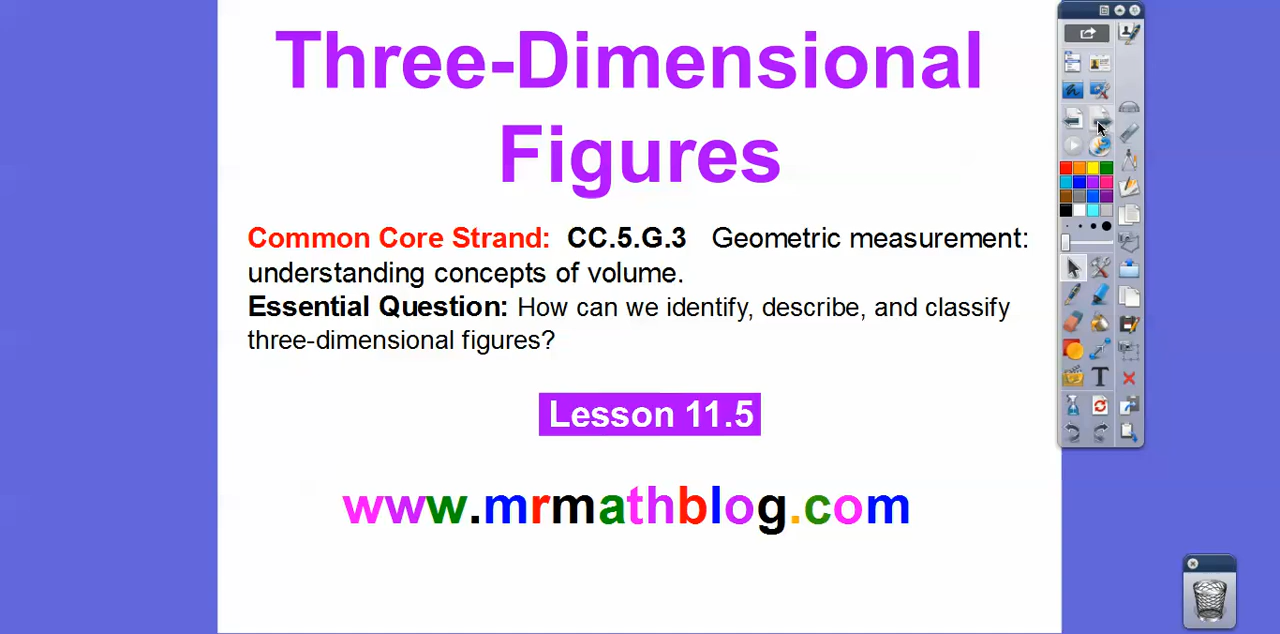 Three-Dimensional
Figures
Common Core Strand: CC.5.G.3 Geometric measurement:
understanding concepts of volume.
Essential Question: How can we identify, describe, and classify
three-dimensional figures?
Lesson 11.5
www.mrmathblog.com